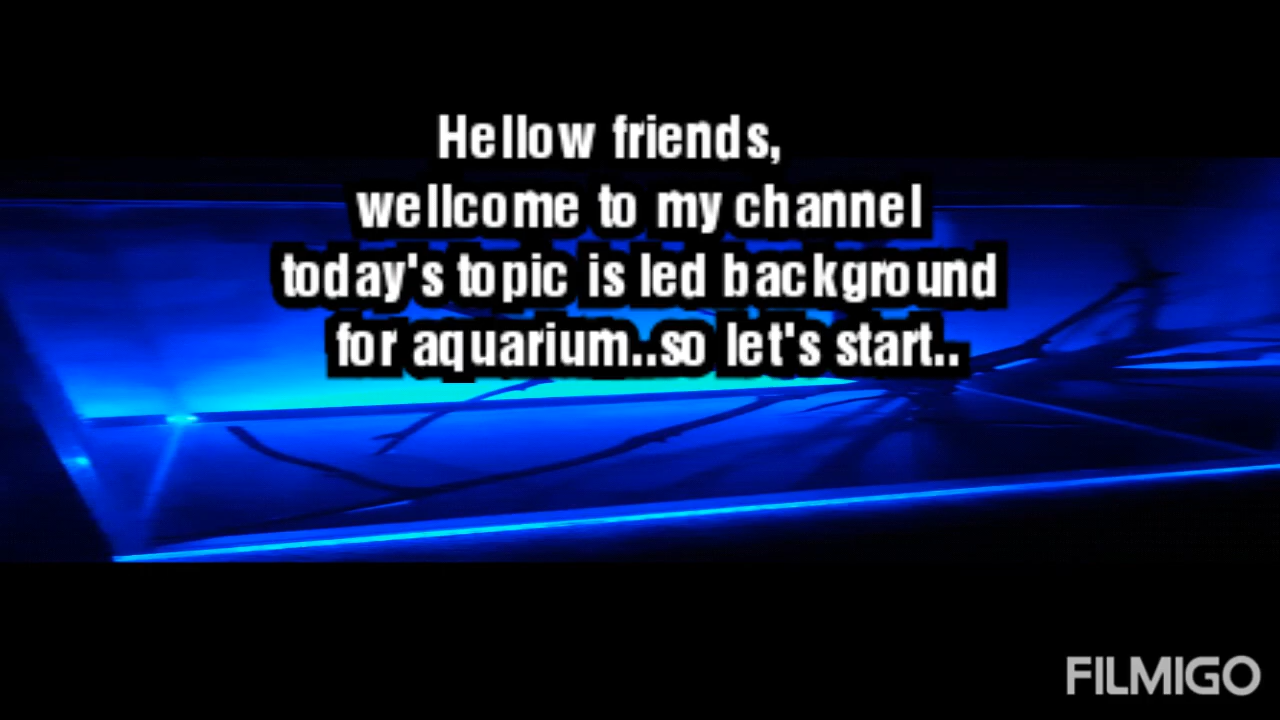 Hellow friends,
wellcome to my channel
today's topic is led background
for aquarium..so let's start..
FILMIGO